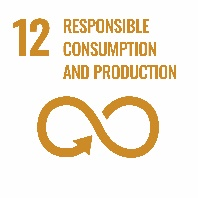 12 RESPONSIBLE
CONSUMPTION
AND PRODUCTION